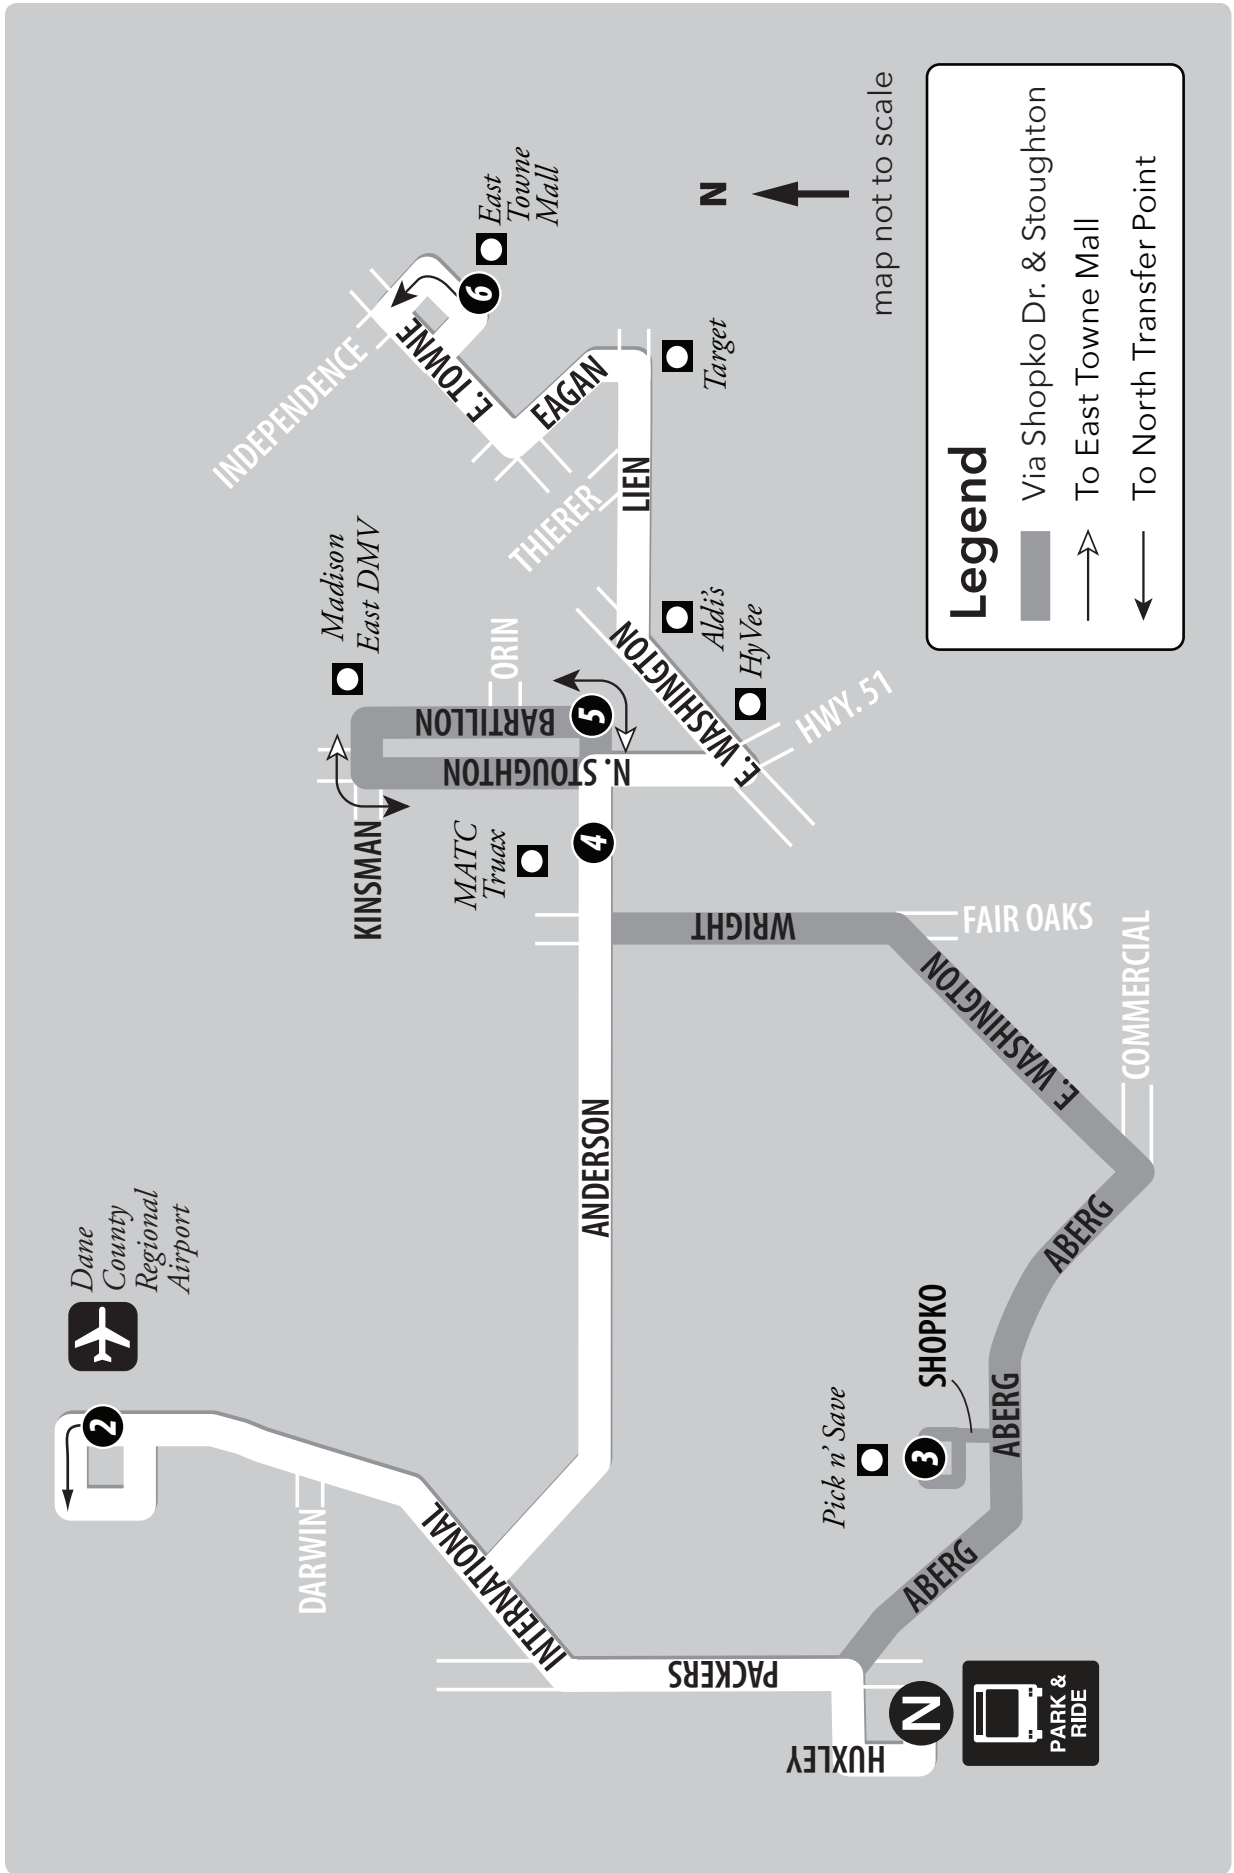 Dane
County
Regional
Airport
2
DARWIN
INTERNATIONAL
PACKERS
HUXLEY
N
PARK &
RIDE
ANDERSON
Pick n' Save
3
SHOPKO
ABERG
ABERG
ABERG
E. WASHINGTON
COMMERCIAL
FAIR OAKS
WRIGHT
MATC
Truax
4
KINSMAN
N. STOUGHTON
BARTILLON
5
ORIN
Madison
East DMV
E. WASHINGTON
HWY. 51
HyVee
Aldi's
LIEN
THIERER
Target
EAGAN
E. TOWNE
INDEPENDENCE
6
East
Towne
Mall
N
map not to scale
Legend
Via Shopko Dr. & Stoughton
To East Towne Mall
To North Transfer Point